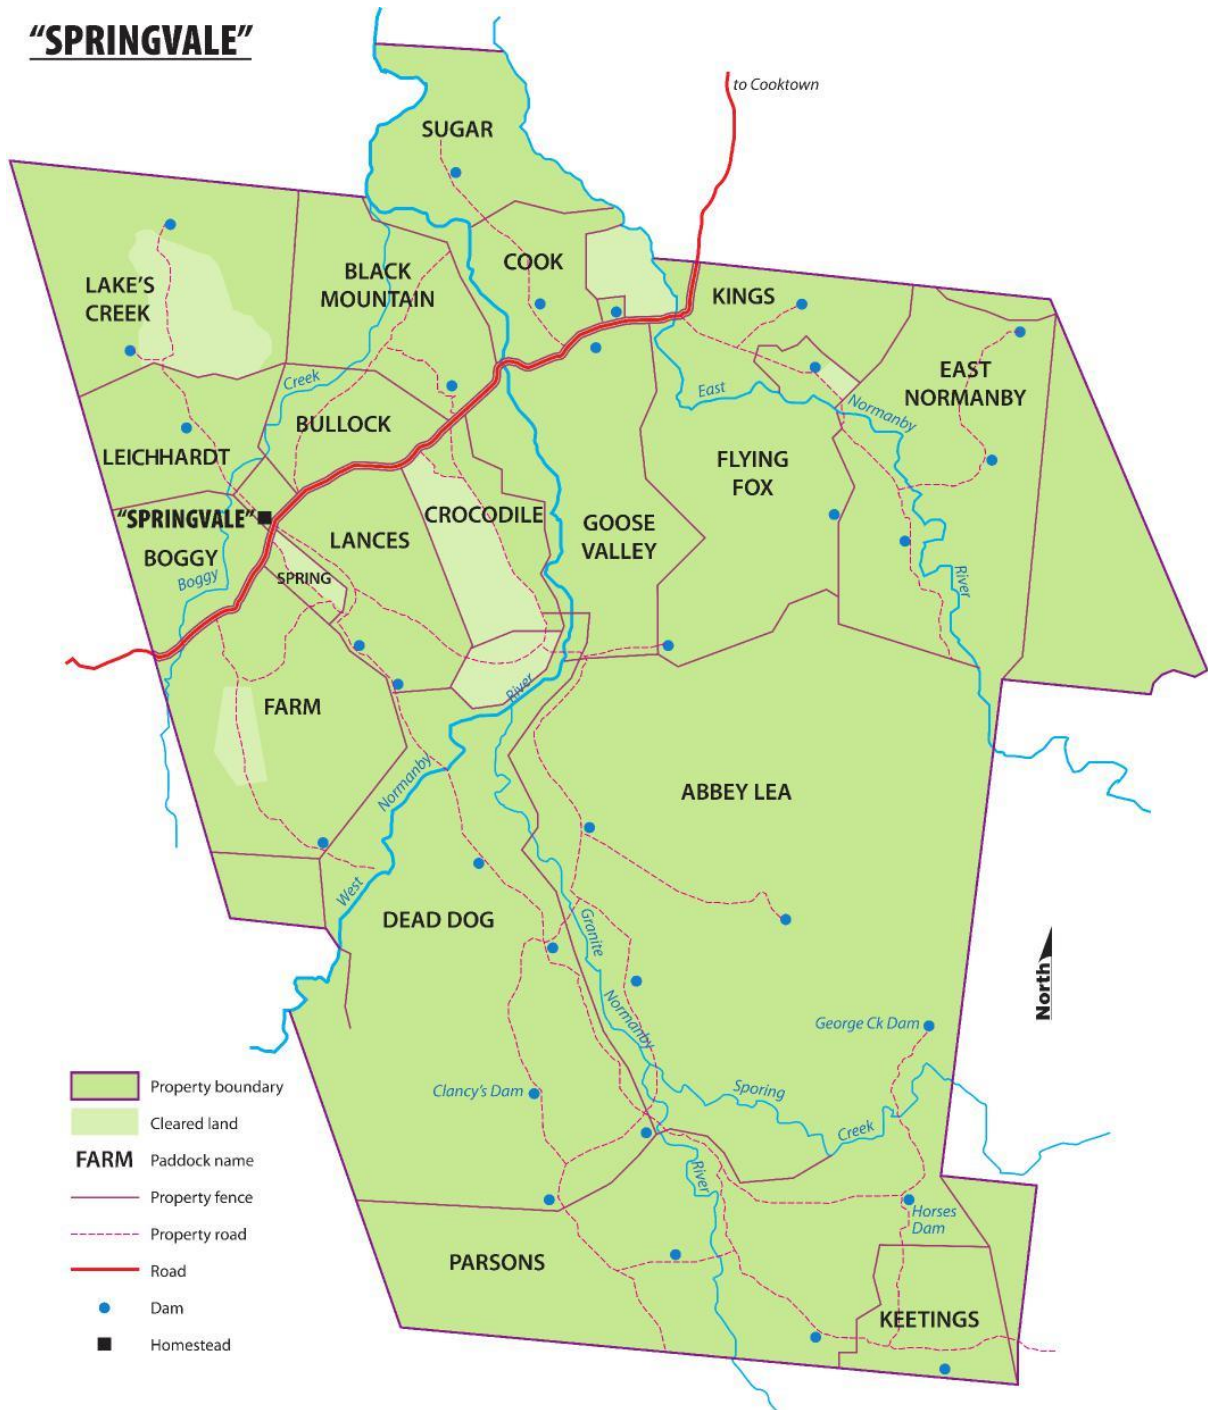 “SPRINGVALE”
to Cooktown
SUGAR
COOK
BLACK
MOUNTAIN
LAKE’S
CREEK
KINGS
EAST
NORMANBY
Creek
East
Normanby
BULLOCK
LEICHHARDT
FLYING
FOX
“SPRINGVALE”
CROCODILE
GOOSE
VALLEY
LANCES
BOGGY
Boggy
SPRING
River
River
FARM
Normanby
ABBEY LEA
West
DEAD DOG
Granite
Normanby
George Ck Dam
Clancy’s Dam
Sporing
Creek
River
Horses
Dam
PARSONS
KEETINGS
North
Property boundary
Cleared land
FARM Paddock name
Property fence
Property road
Road
Dam
Homestead